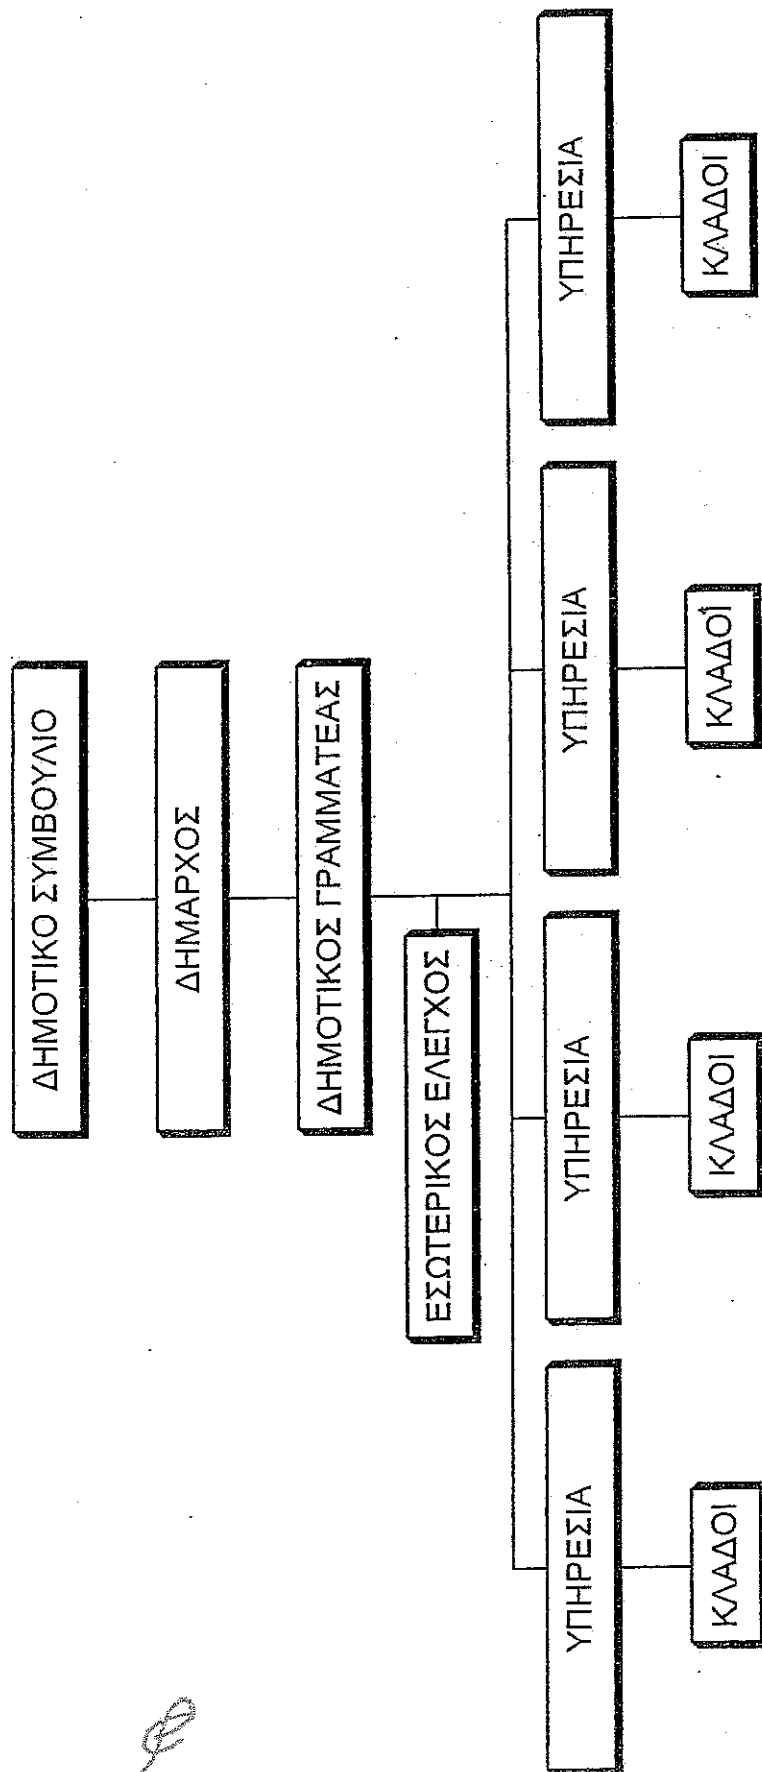 ΔΗΜΟΤΙΚΟ ΣΥΜΒΟΥΛΙΟ
ΔΗΜΑΡΧΟΣ
ΔΗΜΟΤΙΚΟΣ ΓΡΑΜΜΑΤΕΑΣ
ΕΣΩΤΕΡΙΚΟΣ ΕΛΕΓΧΟΣ
ΥΠΗΡΕΣΙΑ
ΥΠΗΡΕΣΙΑ
ΥΠΗΡΕΣΙΑ
ΥΠΗΡΕΣΙΑ
ΚΛΑΔΟΙ
ΚΛΑΔΟΙ
ΚΛΑΔΟΙ
ΚΛΑΔΟΙ